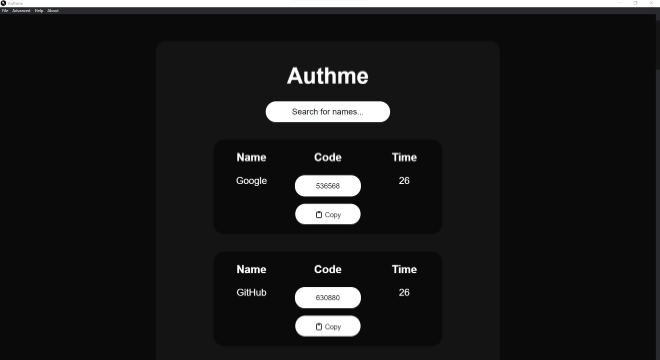 Authme
File Advanced Help About
Authme
Search for names...
Name Code Time
Google 536568 26
Copy
Name Code Time
GitHub 630880 26
Copy